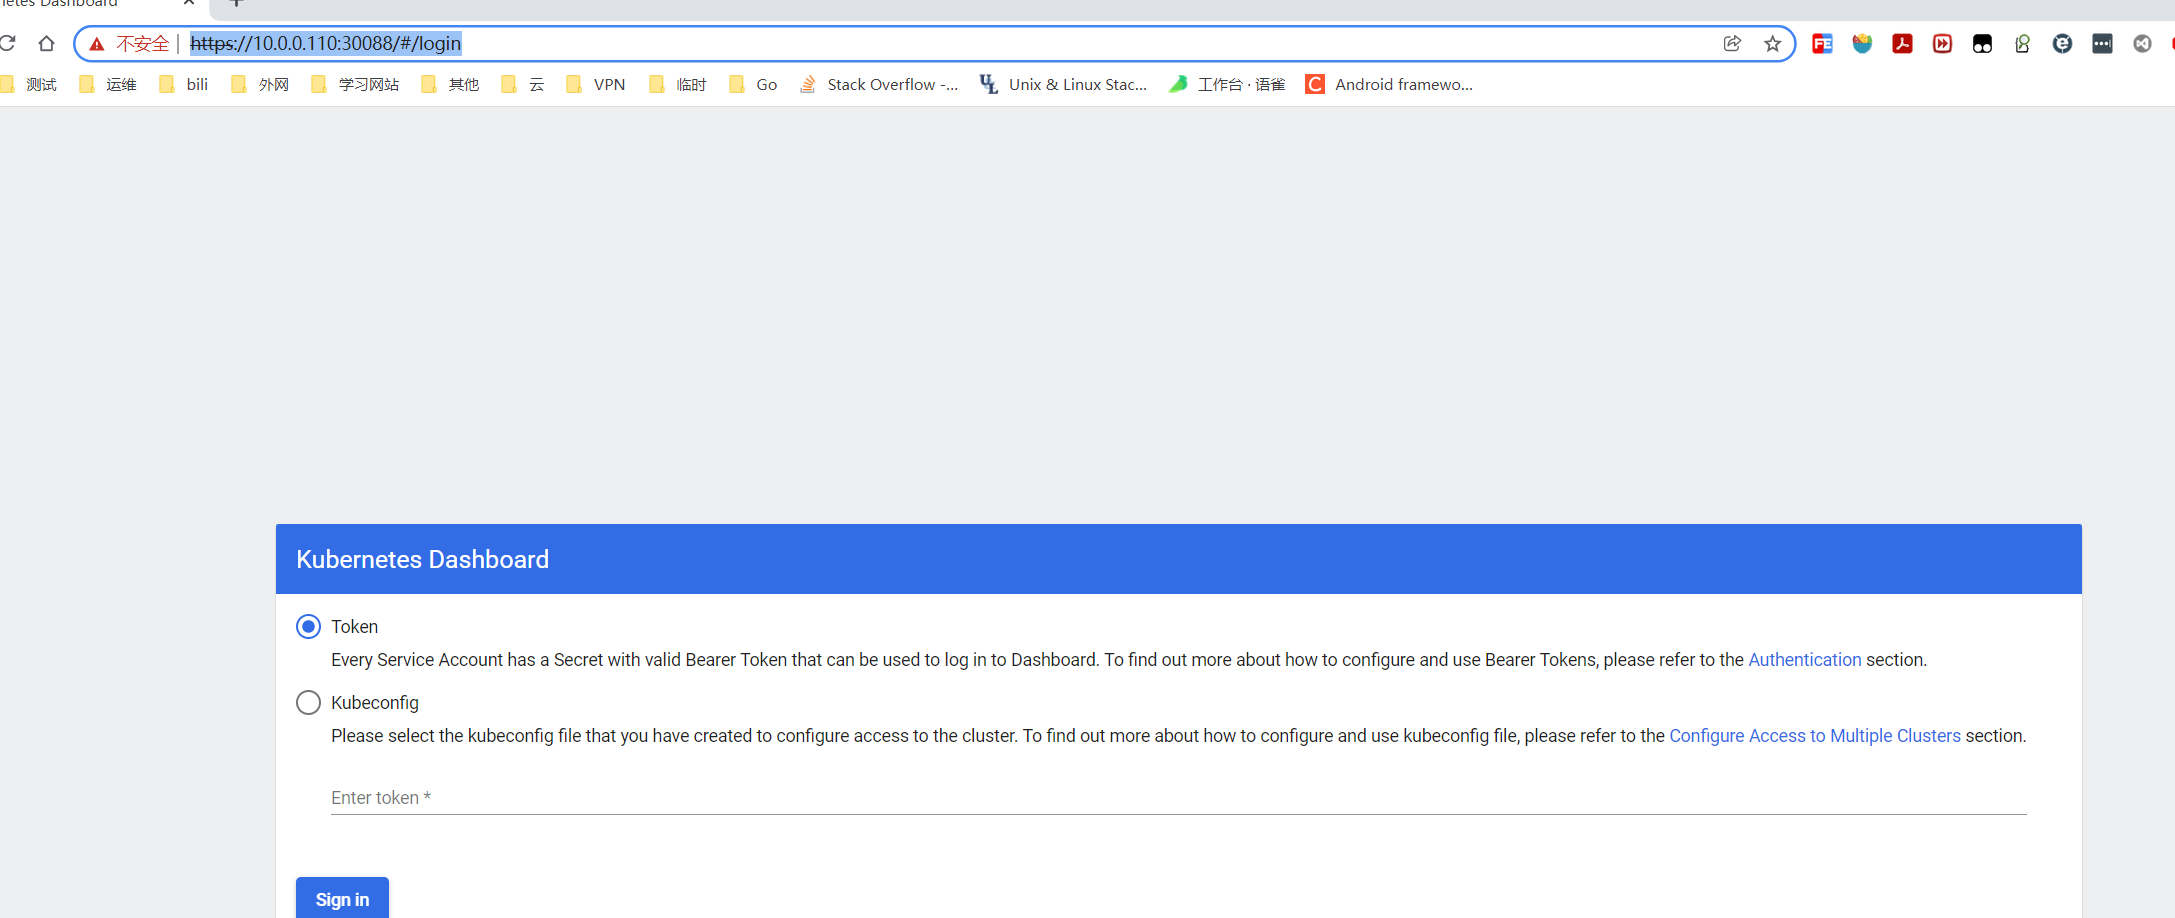 netes Dashboard
不安全 https://10.0.0.110:30088/#/login
测试 运维 bili 外网 学习网站 其他 云 VPN 临时 Go Stack Overflow -... Unix & Linux Stac... 工作台 · 语雀 C Android framewo...
Kubernetes Dashboard
Token
Every Service Account has a Secret with valid Bearer Token that can be used to log in to Dashboard. To find out more about how to configure and use Bearer Tokens, please refer to the Authentication section.
Kubeconfig
Please select the kubeconfig file that you have created to configure access to the cluster. To find out more about how to configure and use kubeconfig file, please refer to the Configure Access to Multiple Clusters section.
Enter token *
Sign in